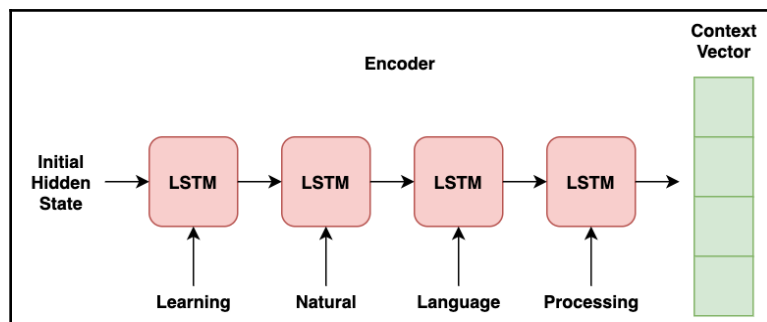 Context
Vector
Encoder
Initial
Hidden
State
LSTM
LSTM
LSTM
LSTM
Learning
Natural
Language
Processing